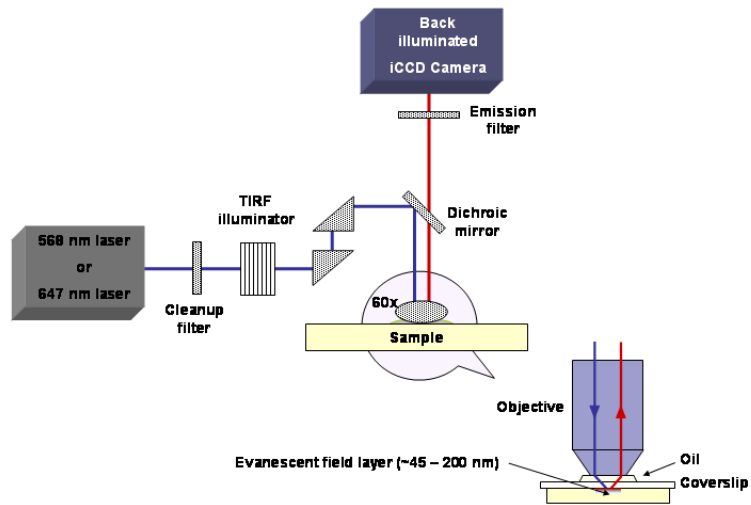 Back
illuminated
iCCD Camera
Emission
filter
TIRF
illuminator
Dichroic
mirror
568 nm laser
or
647 nm laser
Cleanup
filter
60x
Sample
Objective
Evanescent field layer (~45 – 200 nm)
Oil
Coverslip